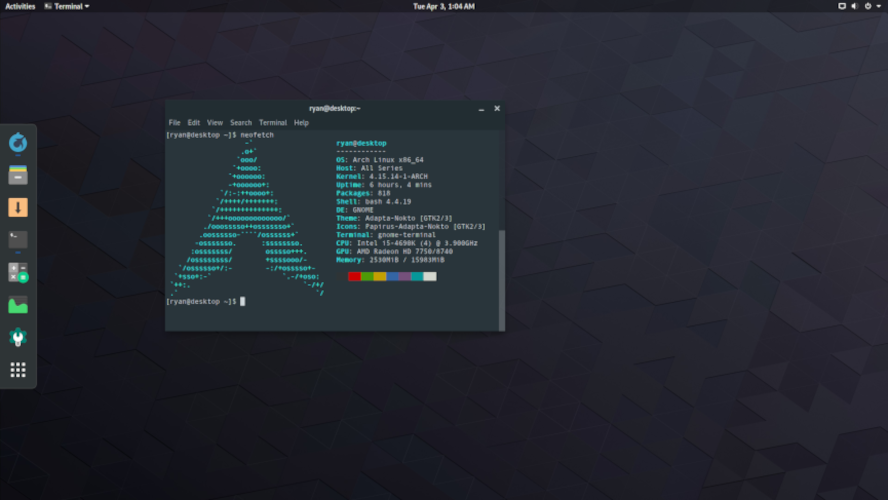 Activities Terminal Tue Apr 3, 1:04 AM
ryan@desktop:~
File Edit View Search Terminal Help
[ryan@desktop ~]$ neofetch
ryan@desktop
------------
OS: Arch Linux x86_64
Host: All Series
Kernel: 4.15.14-1-ARCH
Uptime: 6 hours, 4 mins
Packages: 818
Shell: bash 4.4.19
DE: GNOME
Theme: Adapta-Nokto [GTK2/3]
Icons: Papirus-Adapta-Nokto [GTK2/3]
Terminal: gnome-terminal
CPU: Intel i5-4690K (4) @ 3.900GHz
GPU: AMD Radeon HD 7750/8740
Memory: 2530MiB / 15983MiB
[ryan@desktop ~]$